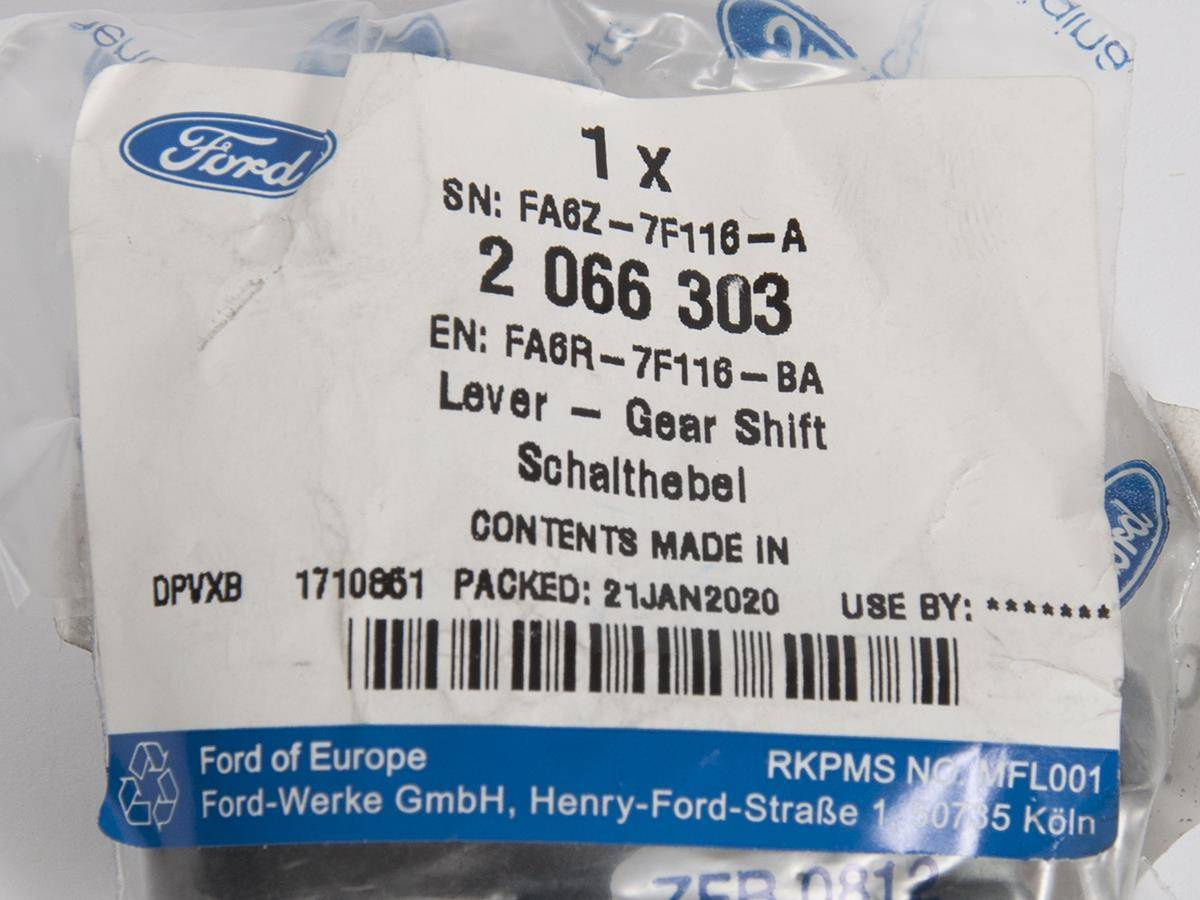 Ford
1 x
SN: FA6Z-7F116-A
2 066 303
EN: FA6R-7F116-BA
Lever - Gear Shift
Schalthebel
CONTENTS MADE IN
DPVXB 1710861 PACKED: 21JAN2020 USE BY: *******
Ford of Europe RKPMS NO MFL001
Ford-Werke GmbH, Henry-Ford-Straße 1, 50735 Köln
Ford